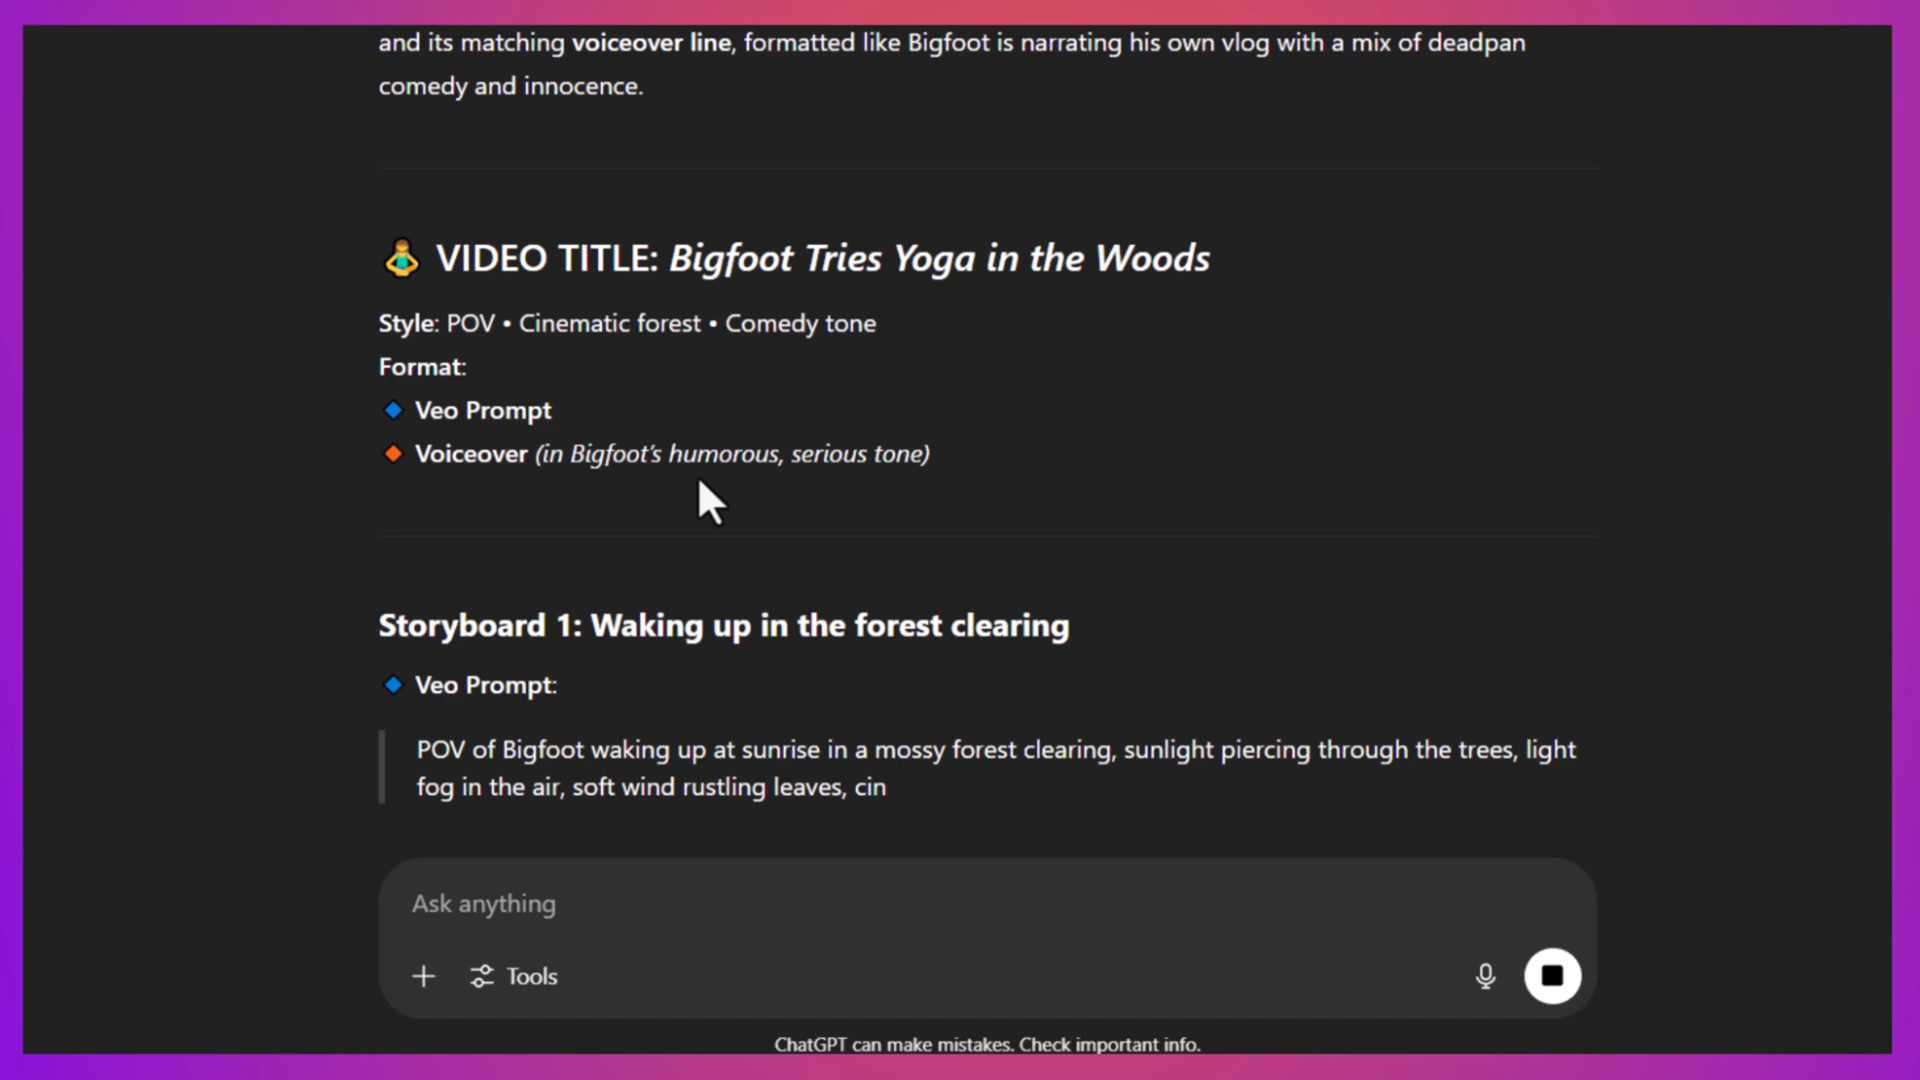 and its matching voiceover line, formatted like Bigfoot is narrating his own vlog with a mix of deadpan
comedy and innocence.
VIDEO TITLE: Bigfoot Tries Yoga in the Woods
Style: POV • Cinematic forest • Comedy tone
Format:
Veo Prompt
Voiceover (in Bigfoot's humorous, serious tone)
Storyboard 1: Waking up in the forest clearing
Veo Prompt:
POV of Bigfoot waking up at sunrise in a mossy forest clearing, sunlight piercing through the trees, light
fog in the air, soft wind rustling leaves, cin
Ask anything
Tools
ChatGPT can make mistakes. Check important info.